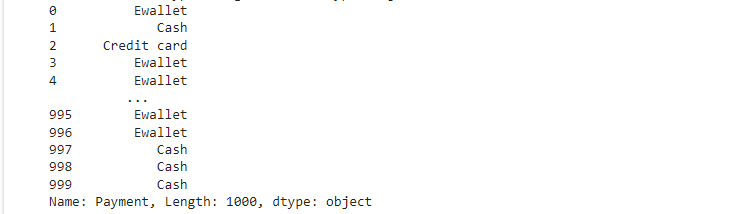 0 Ewallet
1 Cash
2 Credit card
3 Ewallet
4 Ewallet
...
995 Ewallet
996 Ewallet
997 Cash
998 Cash
999 Cash
Name: Payment, Length: 1000, dtype: object